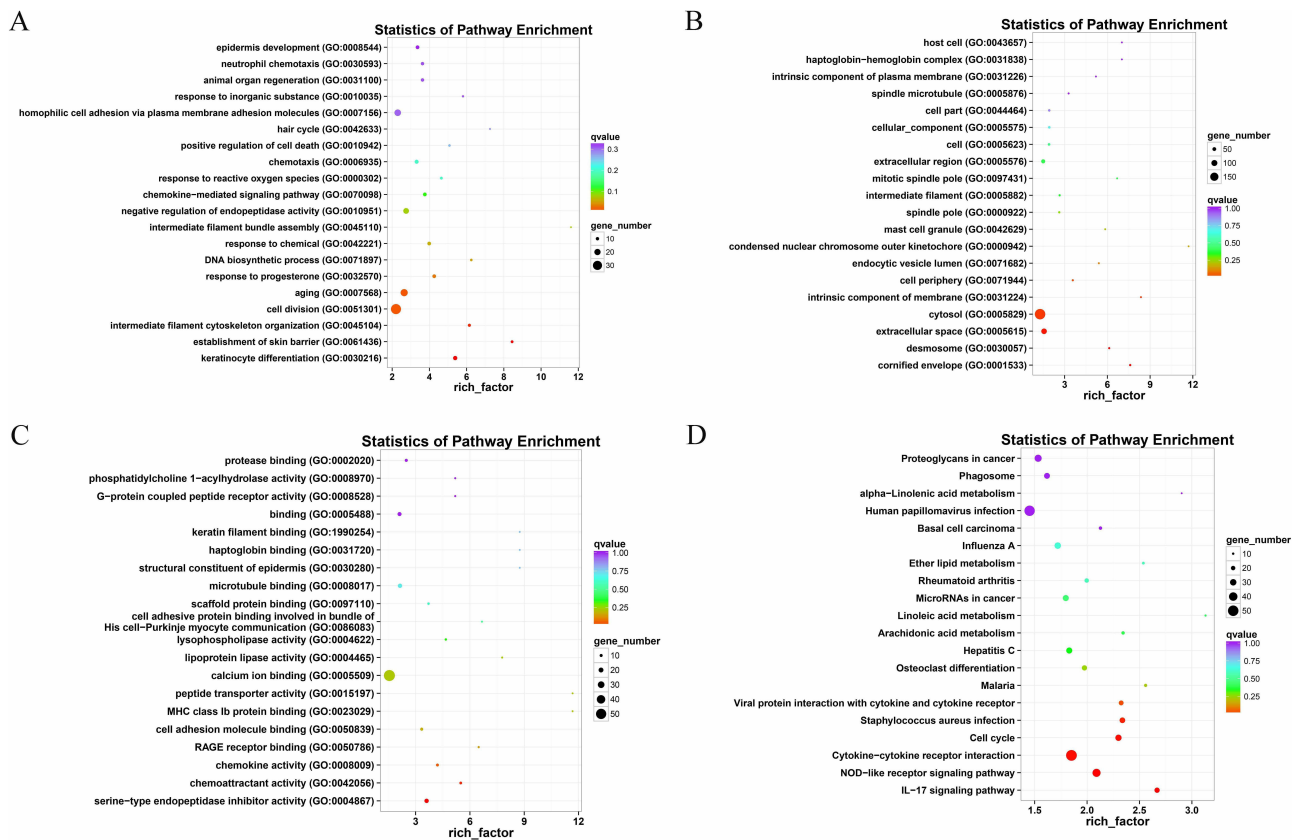 A
Statistics of Pathway Enrichment
epidermis development (GO:0008544)
neutrophil chemotaxis (GO:0030593)
animal organ regeneration (GO:0031100)
response to inorganic substance (GO:0010035)
homophilic cell adhesion via plasma membrane adhesion molecules (GO:0007156)
hair cycle (GO:0042633)
positive regulation of cell death (GO:0010942)
chemotaxis (GO:0006935)
response to reactive oxygen species (GO:0000302)
chemokine−mediated signaling pathway (GO:0070098)
negative regulation of endopeptidase activity (GO:0010951)
intermediate filament bundle assembly (GO:0045110)
response to chemical (GO:0042221)
DNA biosynthetic process (GO:0071897)
response to progesterone (GO:0032570)
aging (GO:0007568)
cell division (GO:0051301)
intermediate filament cytoskeleton organization (GO:0045104)
establishment of skin barrier (GO:0061436)
keratinocyte differentiation (GO:0030216)
2 4 6 8 10 12
rich_factor
qvalue
0.3
0.2
0.1
gene_number
10
20
30
B
Statistics of Pathway Enrichment
host cell (GO:0043657)
haptoglobin−hemoglobin complex (GO:0031838)
intrinsic component of plasma membrane (GO:0031226)
spindle microtubule (GO:0005876)
cell part (GO:0044464)
cellular_component (GO:0005575)
cell (GO:0005623)
extracellular region (GO:0005576)
mitotic spindle pole (GO:0097431)
intermediate filament (GO:0005882)
spindle pole (GO:0000922)
mast cell granule (GO:0042629)
condensed nuclear chromosome outer kinetochore (GO:0000942)
endocytic vesicle lumen (GO:0071682)
cell periphery (GO:0071944)
intrinsic component of membrane (GO:0031224)
cytosol (GO:0005829)
extracellular space (GO:0005615)
desmosome (GO:0030057)
cornified envelope (GO:0001533)
3 6 9 12
rich_factor
gene_number
50
100
150
qvalue
1.00
0.75
0.50
0.25
C
Statistics of Pathway Enrichment
protease binding (GO:0002020)
phosphatidylcholine 1−acylhydrolase activity (GO:0008970)
G−protein coupled peptide receptor activity (GO:0008528)
binding (GO:0005488)
keratin filament binding (GO:1990254)
haptoglobin binding (GO:0031720)
structural constituent of epidermis (GO:0030280)
microtubule binding (GO:0008017)
scaffold protein binding (GO:0097110)
cell adhesive protein binding involved in bundle of
His cell−Purkinje myocyte communication (GO:0086083)
lysophospholipase activity (GO:0004622)
lipoprotein lipase activity (GO:0004465)
calcium ion binding (GO:0005509)
peptide transporter activity (GO:0015197)
MHC class Ib protein binding (GO:0023029)
cell adhesion molecule binding (GO:0050839)
RAGE receptor binding (GO:0050786)
chemokine activity (GO:0008009)
chemoattractant activity (GO:0042056)
serine−type endopeptidase inhibitor activity (GO:0004867)
3 6 9 12
rich_factor
qvalue
1.00
0.75
0.50
0.25
gene_number
10
20
30
40
50
D
Statistics of Pathway Enrichment
Proteoglycans in cancer
Phagosome
alpha−Linolenic acid metabolism
Human papillomavirus infection
Basal cell carcinoma
Influenza A
Ether lipid metabolism
Rheumatoid arthritis
MicroRNAs in cancer
Linoleic acid metabolism
Arachidonic acid metabolism
Hepatitis C
Osteoclast differentiation
Malaria
Viral protein interaction with cytokine and cytokine receptor
Staphylococcus aureus infection
Cell cycle
Cytokine−cytokine receptor interaction
NOD−like receptor signaling pathway
IL−17 signaling pathway
1.5 2.0 2.5 3.0
rich_factor
gene_number
10
20
30
40
50
qvalue
1.00
0.75
0.50
0.25